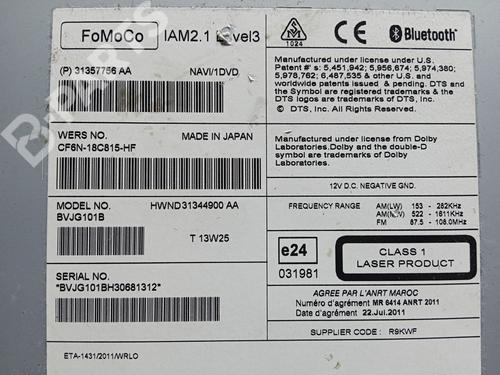 FoMoCo IAM2.1 Level3
(P) 31357756 AA NAVI/1DVD
WERS NO. MADE IN JAPAN
CF6N-18C815-HF
MODEL NO. HWND31344900 AA
BVJG101B
T 13W25
SERIAL NO.
*BVJG101BH30681312*
ETA-1431/2011/WRLO
1024
CE Bluetooth
Manufactured under license under U.S.
Patent #'s: 5,451,942; 5,956,674; 5,974,380;
5,978,762; 6,487,535 & other U.S. and
worldwide patents issued & pending. DTS and
the Symbol are registered trademarks & the
DTS logos are trademarks of DTS, Inc.
© DTS, Inc. All Rights Reserved.
Manufactured under license from Dolby
Laboratories. Dolby and the double-D
symbol are trademarks of Dolby
Laboratories.
12V D.C. NEGATIVE GND.
FREQUENCY RANGE AM(LW) 153 - 282KHz
AM(MW) 522 - 1611KHz
FM 87.5 - 108.0MHz
e24
031981
CLASS 1
LASER PRODUCT
AGREE PAR L'ANRT MAROC
Numéro d'agrément MR 6414 ANRT 2011
Date d'agrément 22.Jul.2011
SUPPLIER CODE : R9KWF